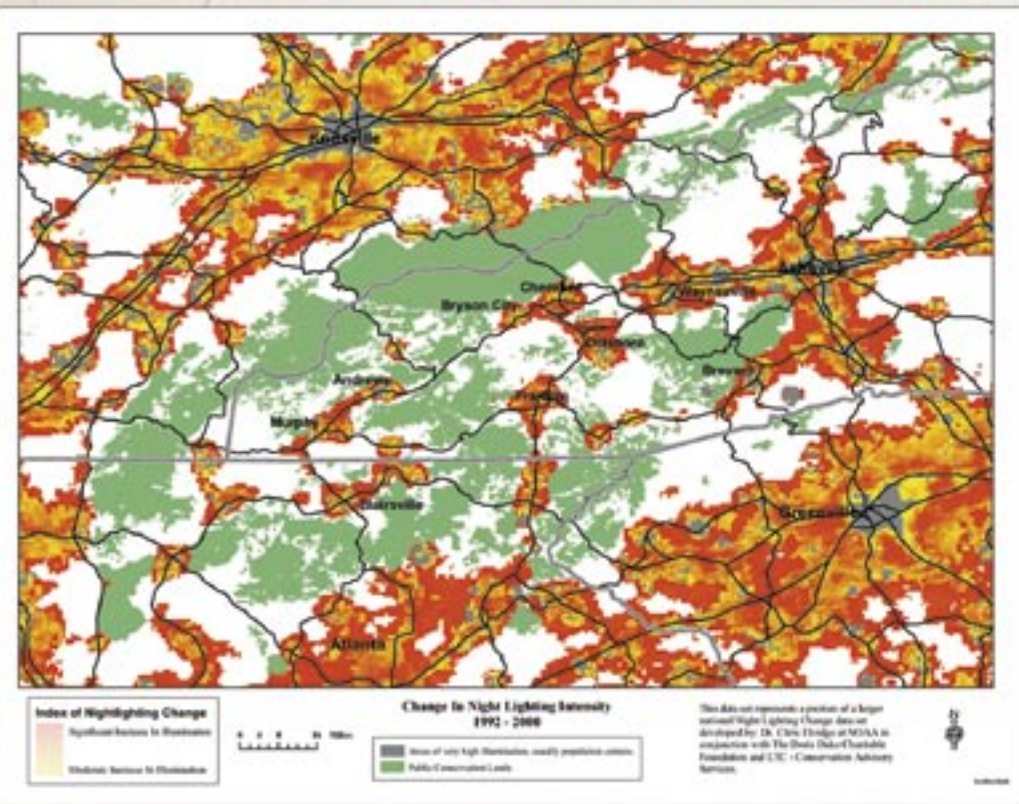 Knoxville
Asheville
Cherokee
Waynesville
Bryson City
Brevard
Andrews
Franklin
Murphy
Blairsville
Greenville
Atlanta
Change In Night Lighting Intensity
1992 - 2000
Index of Nightlighting Change
Significant Increase In Illumination
Moderate Increase In Illumination
Areas of very high illumination, usually population centers
Public Conservation Lands
This data set represents a portion of a larger
national Night Lighting Change data set
developed by: Dr. Chris Elvidge at NOAA in
conjunction with The Doris Duke Charitable
Foundation and LTC - Conservation Advisory
Services.
N